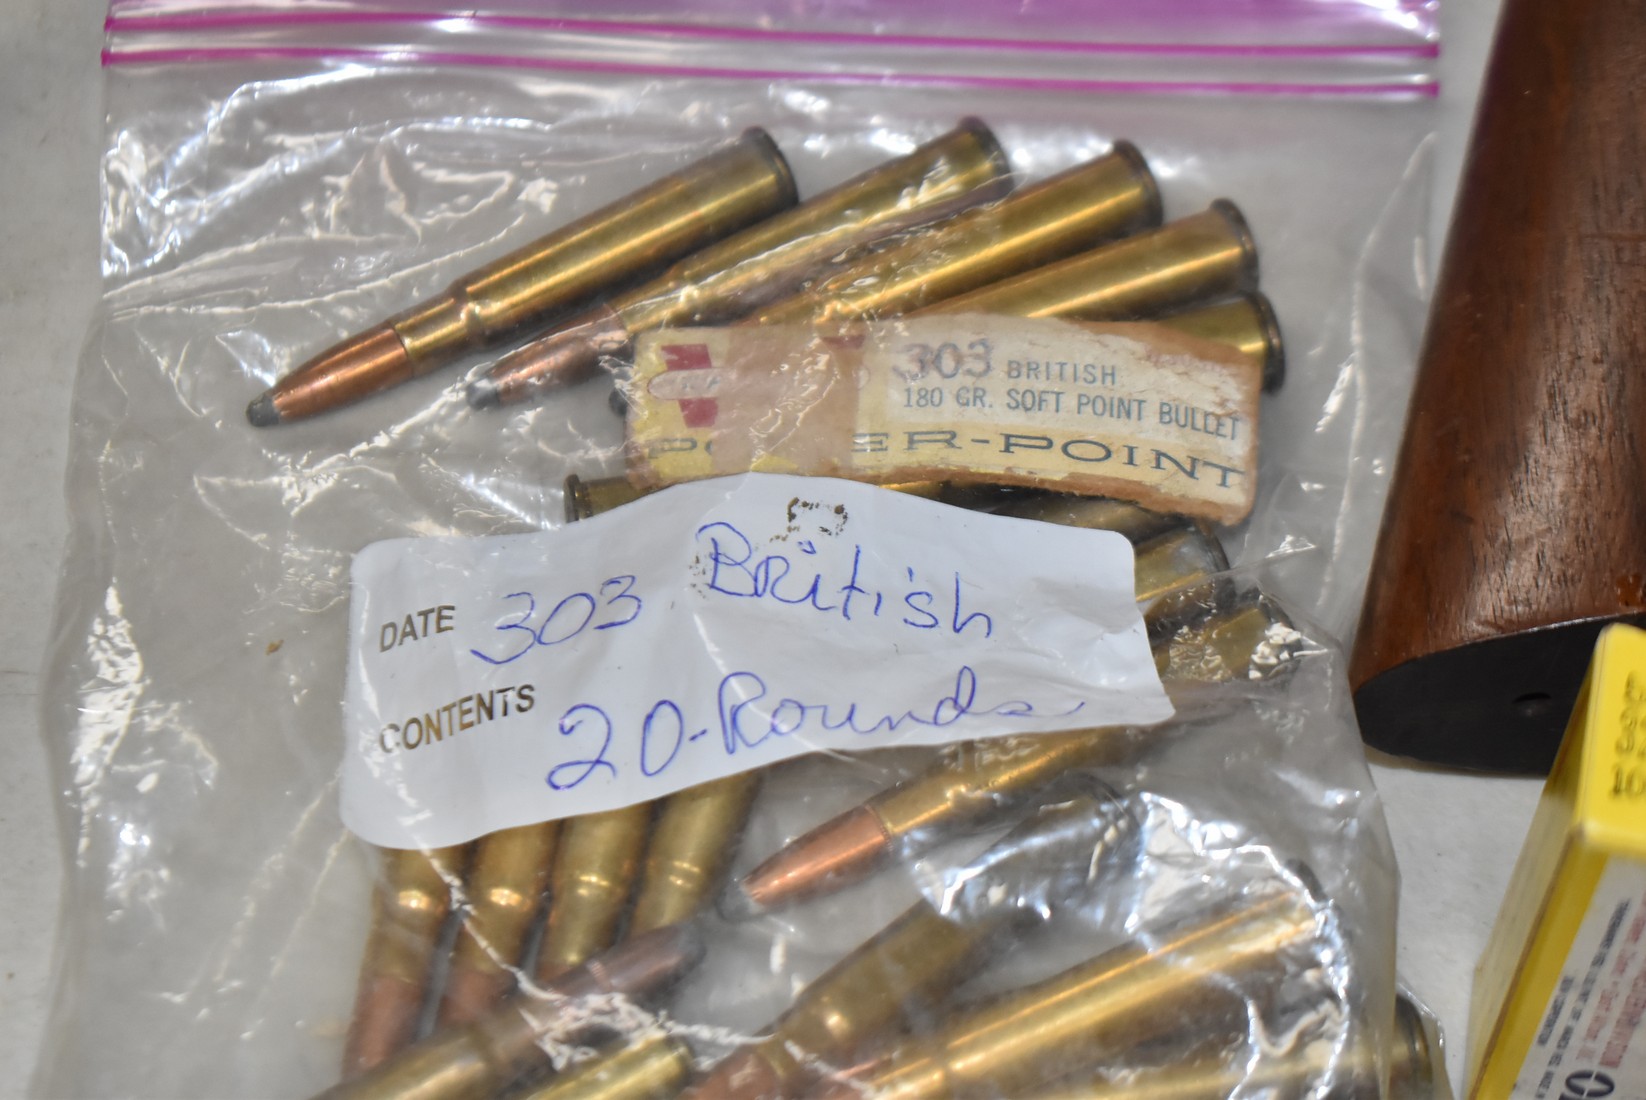 303 BRITISH
180 GR. SOFT POINT BULLET
ER-POINT
DATE 303 British
CONTENTS 20-Rounds